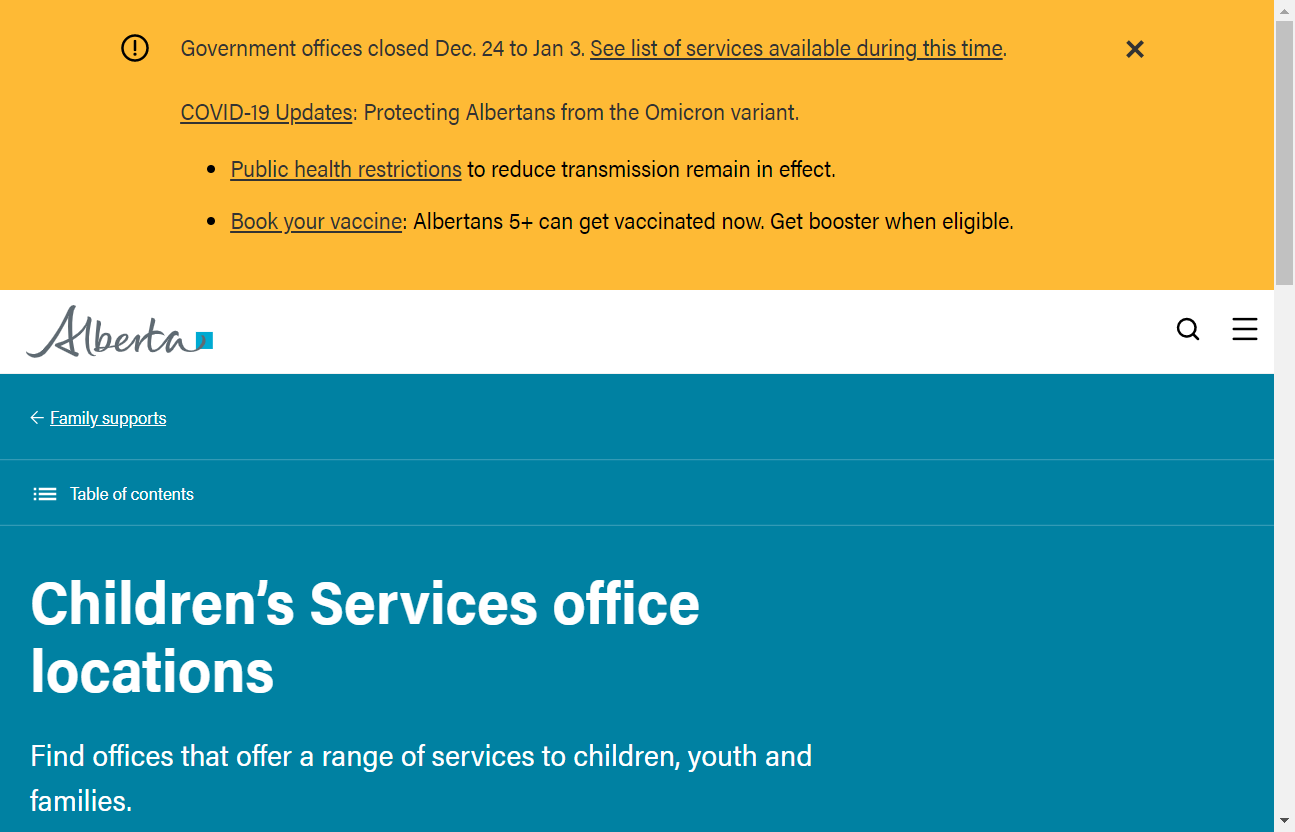 Government offices closed Dec. 24 to Jan 3. See list of services available during this time.
COVID-19 Updates: Protecting Albertans from the Omicron variant.
• Public health restrictions to reduce transmission remain in effect.
• Book your vaccine: Albertans 5+ can get vaccinated now. Get booster when eligible.
Alberta
Family supports
Table of contents
Children’s Services office
locations
Find offices that offer a range of services to children, youth and
families.